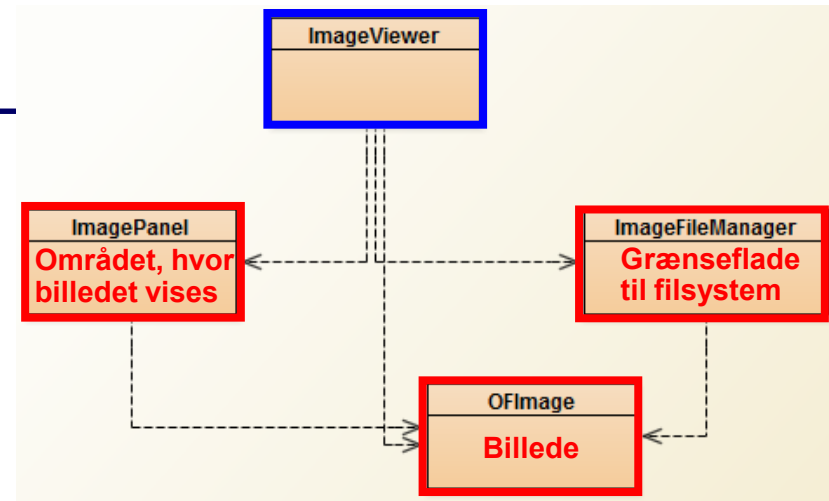 ImageViewer
ImagePanel
Området, hvor
billedet vises
ImageFileManager
Grænseflade
til filsystem
OFImage
Billede